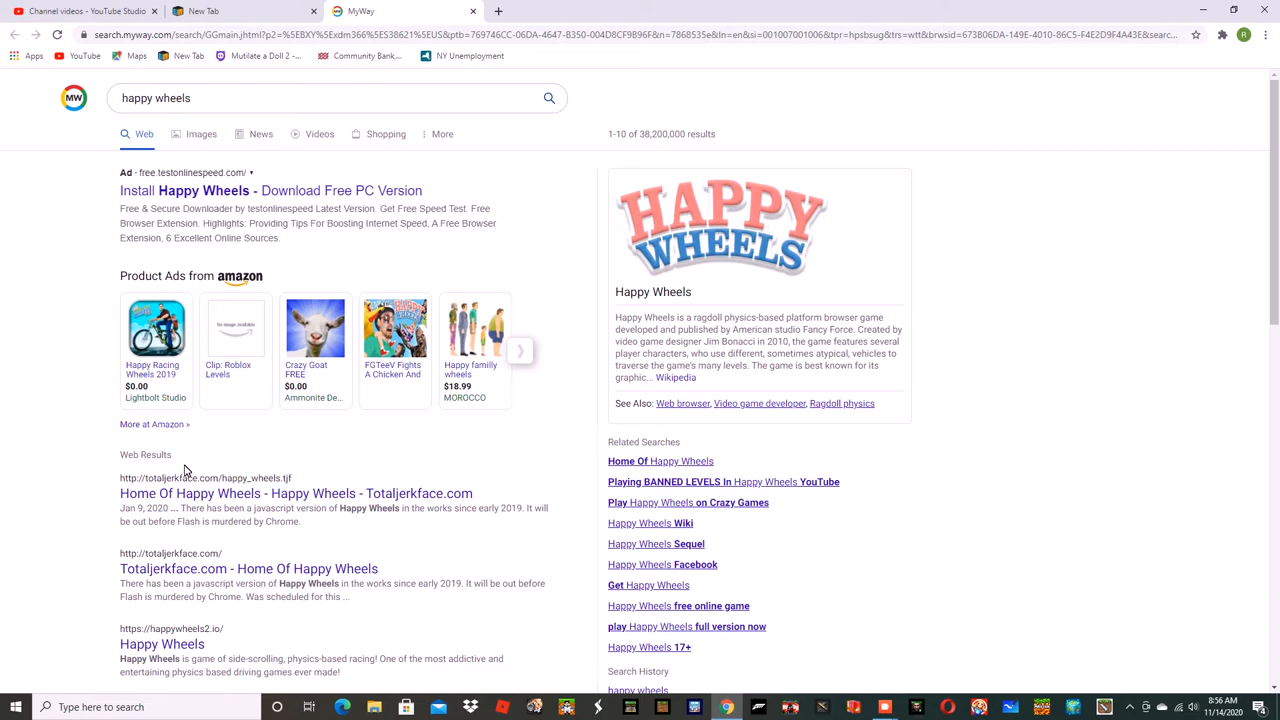 Channel videos - YouTube Studio
New Tab
MyWay
search.myway.com/search/GGmain.jhtml?p2=%5EBXY%5Exdm366%5ES38621%5EUS&ptb=769746CC-06D6-4647-B350-004D8CF9B96F&n=7868535e&ln=en&si=001007001006&tpr=hpsbsug&trs=wtt&brwsid=673B06DA-149E-4010-86C5-F4E2D9F4A43E&searc...
R
Apps
YouTube
Maps
New Tab
Mutilate a Doll 2 -...
Community Bank,...
NY Unemployment
MW
happy wheels
Web
Images
News
Videos
Shopping
More
1-10 of 38,200,000 results
Ad - free.testonlinespeed.com/
Install Happy Wheels - Download Free PC Version
Free & Secure Downloader by testonlinespeed Latest Version. Get Free Speed Test. Free
Browser Extension. Highlights: Providing Tips For Boosting Internet Speed, A Free Browser
Extension, 6 Excellent Online Sources.
Product Ads from amazon
No image available
Happy Racing
Wheels 2019
$0.00
Lightbolt Studio
Clip: Roblox
Levels
Crazy Goat
FREE
$0.00
Ammonite De...
FGTeeV Fights
A Chicken And
Happy familly
wheels
$18.99
MOROCCO
More at Amazon »
Web Results
http://totaljerkface.com/happy_wheels.tjf
Home Of Happy Wheels - Happy Wheels - Totaljerkface.com
Jan 9, 2020 ... There has been a javascript version of Happy Wheels in the works since early 2019. It will
be out before Flash is murdered by Chrome.
http://totaljerkface.com/
Totaljerkface.com - Home Of Happy Wheels
There has been a javascript version of Happy Wheels in the works since early 2019. It will be out before
Flash is murdered by Chrome. Was scheduled for this ...
https://happywheels2.io/
Happy Wheels
Happy Wheels is game of side-scrolling, physics-based racing! One of the most addictive and
entertaining physics based driving games ever made!
HAPPY
WHEELS
Happy Wheels
Happy Wheels is a ragdoll physics-based platform browser game
developed and published by American studio Fancy Force. Created by
video game designer Jim Bonacci in 2010, the game features several
player characters, who use different, sometimes atypical, vehicles to
traverse the game's many levels. The game is best known for its
graphic... Wikipedia
See Also: Web browser, Video game developer, Ragdoll physics
Related Searches
Home Of Happy Wheels
Playing BANNED LEVELS In Happy Wheels YouTube
Play Happy Wheels on Crazy Games
Happy Wheels Wiki
Happy Wheels Sequel
Happy Wheels Facebook
Get Happy Wheels
Happy Wheels free online game
play Happy Wheels full version now
Happy Wheels 17+
Search History
happy wheels
Type here to search
8:56 AM
11/14/2020